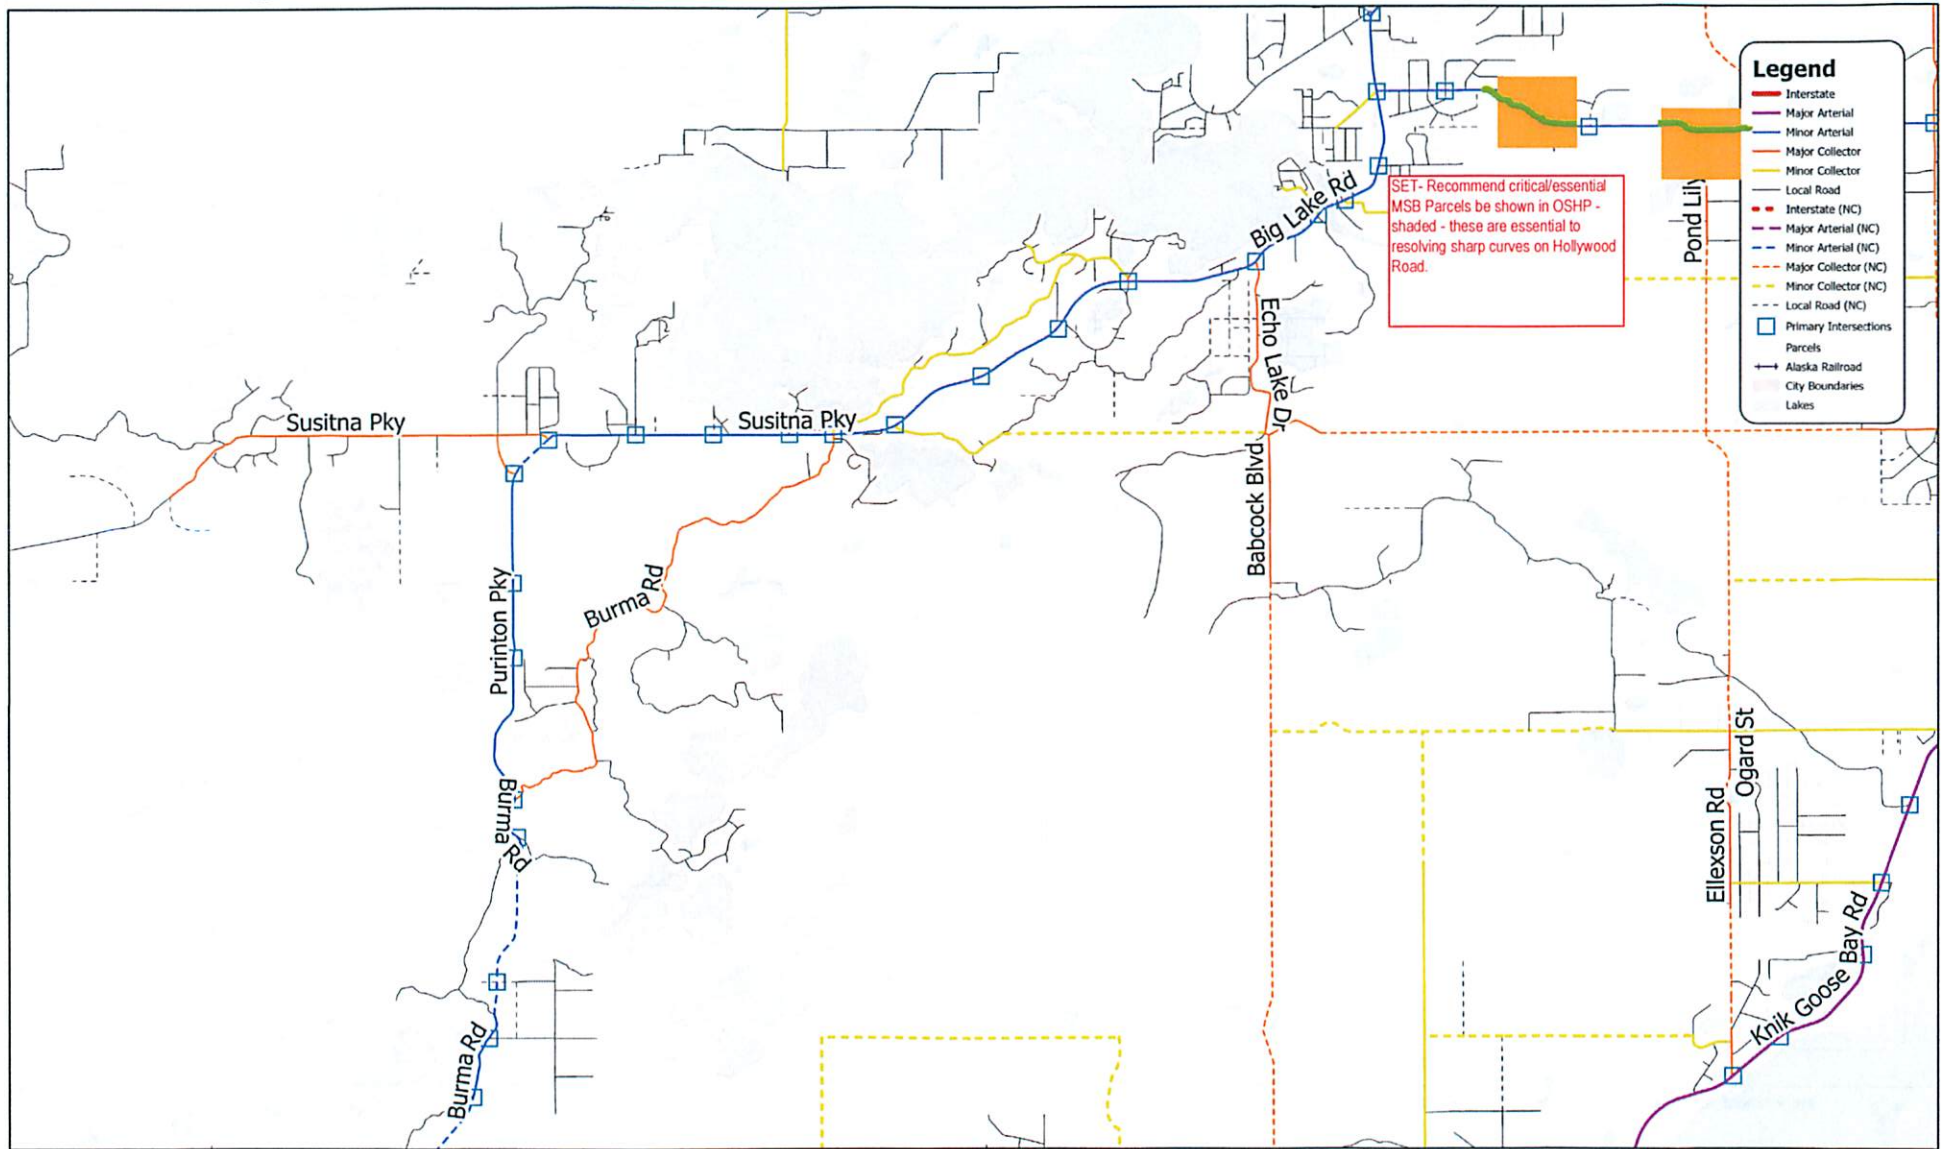 Legend
Interstate
Major Arterial
Minor Arterial
Major Collector
Minor Collector
Local Road
Interstate (NC)
Major Arterial (NC)
Minor Arterial (NC)
Major Collector (NC)
Minor Collector (NC)
Local Road (NC)
Primary Intersections
Parcels
Alaska Railroad
City Boundaries
Lakes
SET- Recommend critical/essential
MSB Parcels be shown in OSHP -
shaded - these are essential to
resolving sharp curves on Hollywood
Road.
Pond Lily
Big Lake Rd
Echo Lake Dr
Susitna Pky
Susitna Pky
Babcock Blvd
Purinton Pky
Burma Rd
Burma Rd
Ogard St
Ellexson Rd
Knik Goose Bay Rd
Burma Rd